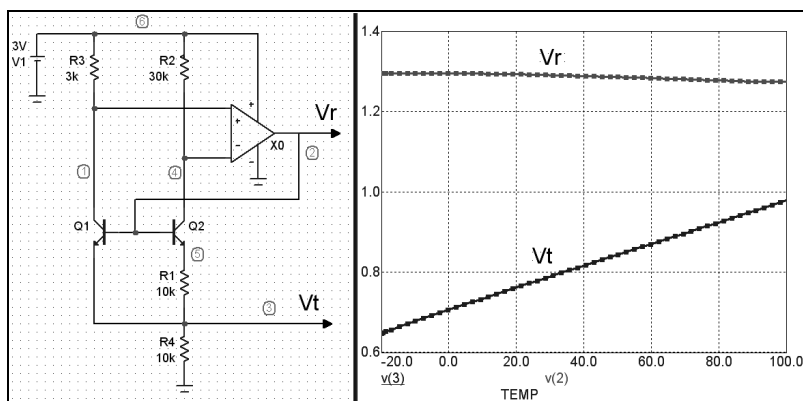 6
3V
V1
R3
3k
R2
30k
+
+
-
-
X0
Vr
2
1
4
Q1
Q2
5
R1
10k
3
Vt
R4
10k
1.4
1.2
1.0
0.8
0.6
Vr
Vt
-20.0 0.0 20.0 40.0 60.0 80.0 100.0
v(3) v(2)
TEMP